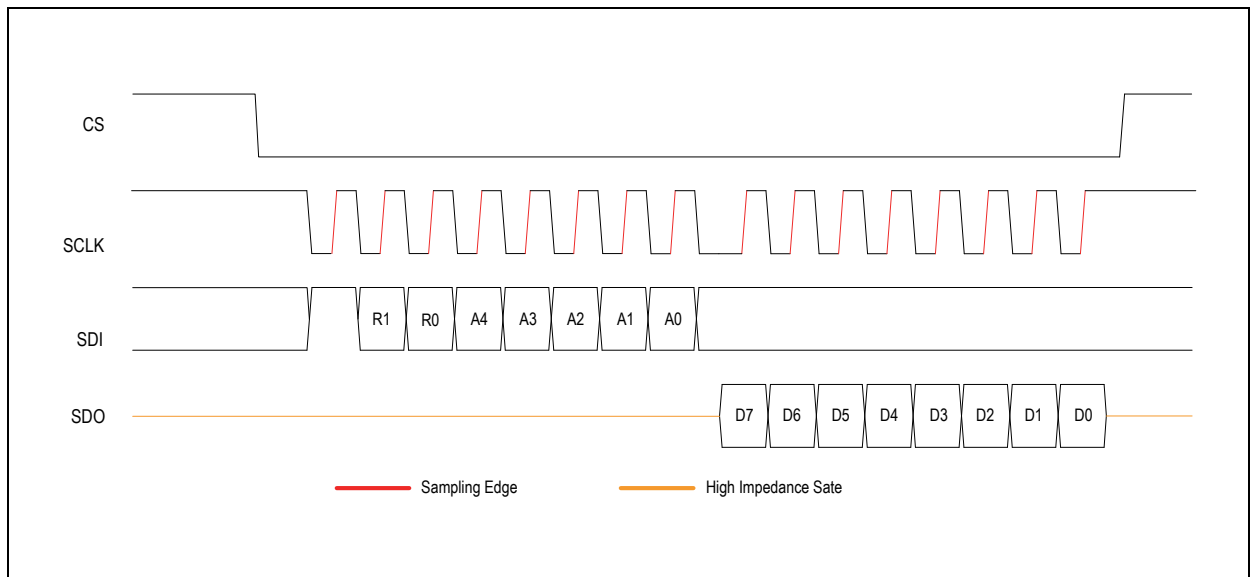 CS
SCLK
SDI
R1 R0 A4 A3 A2 A1 A0
SDO
D7 D6 D5 D4 D3 D2 D1 D0
Sampling Edge
High Impedance Sate